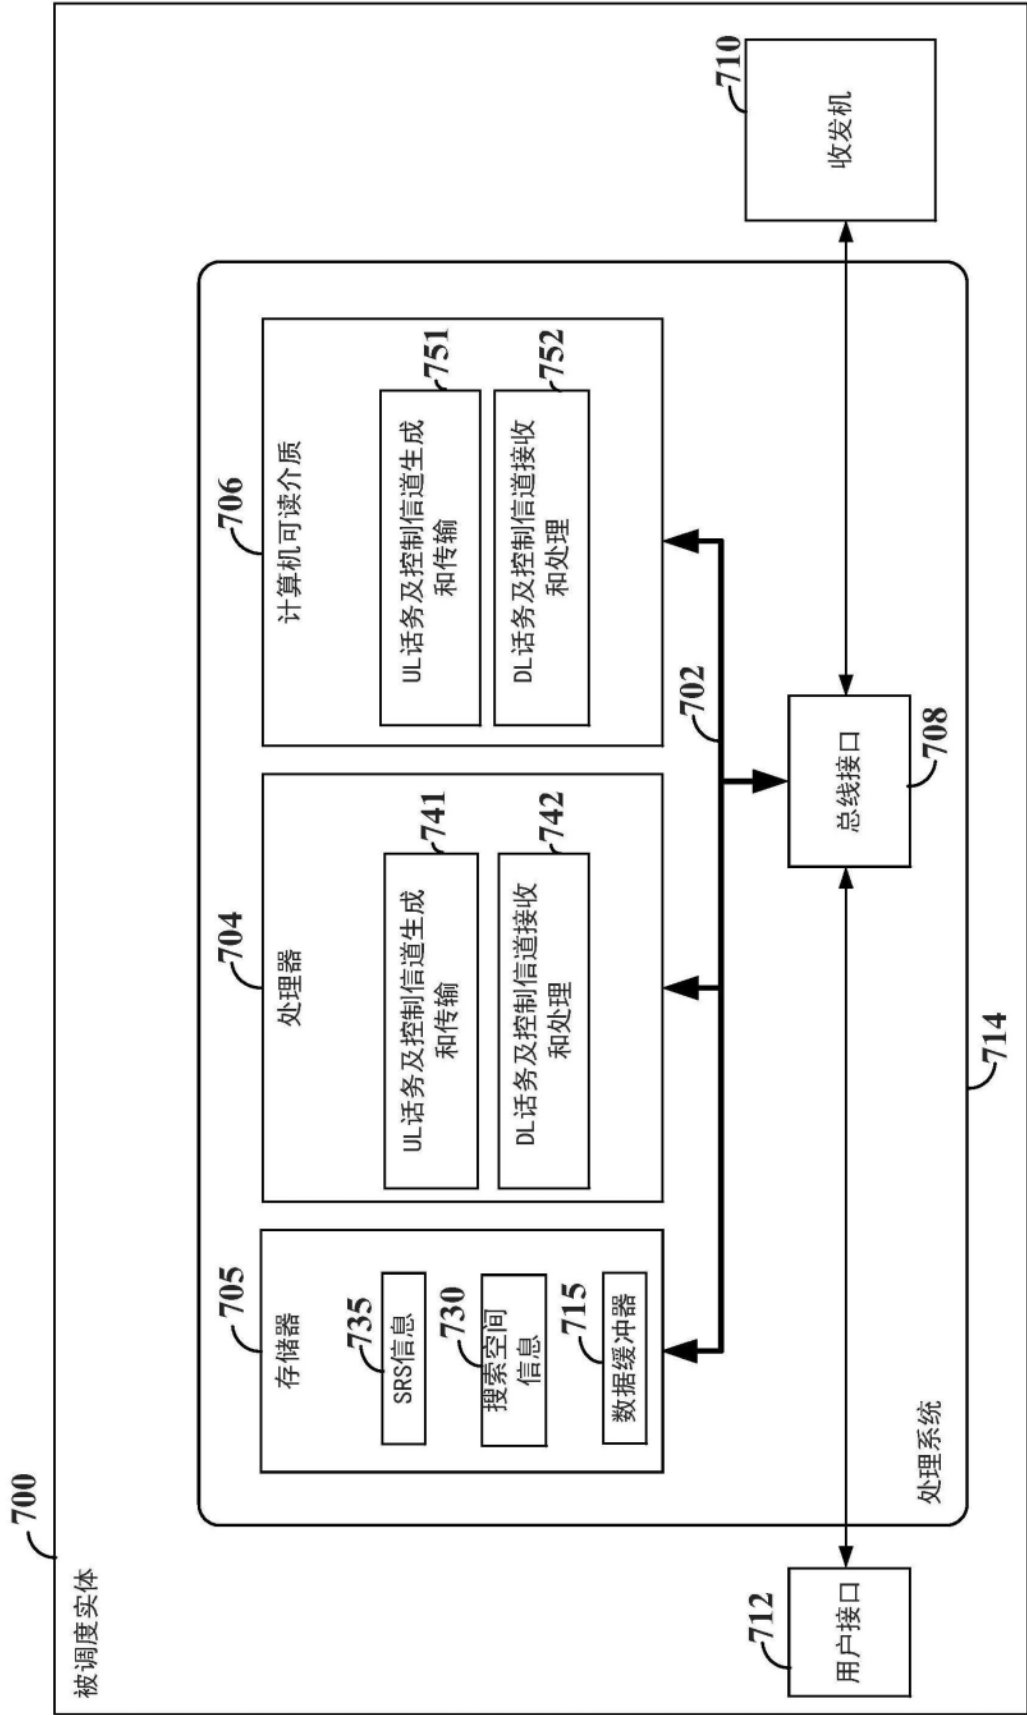 700
被调度实体
705
存储器
735
SRS信息
730
搜索空间
信息
715
数据缓冲器
704
处理器
UL话务及控制信道生成
和传输
741
DL话务及控制信道接收
和处理
742
706
计算机可读介质
UL话务及控制信道生成
和传输
751
DL话务及控制信道接收
和处理
752
702
总线接口
708
处理系统
714
712
用户接口
710
收发机